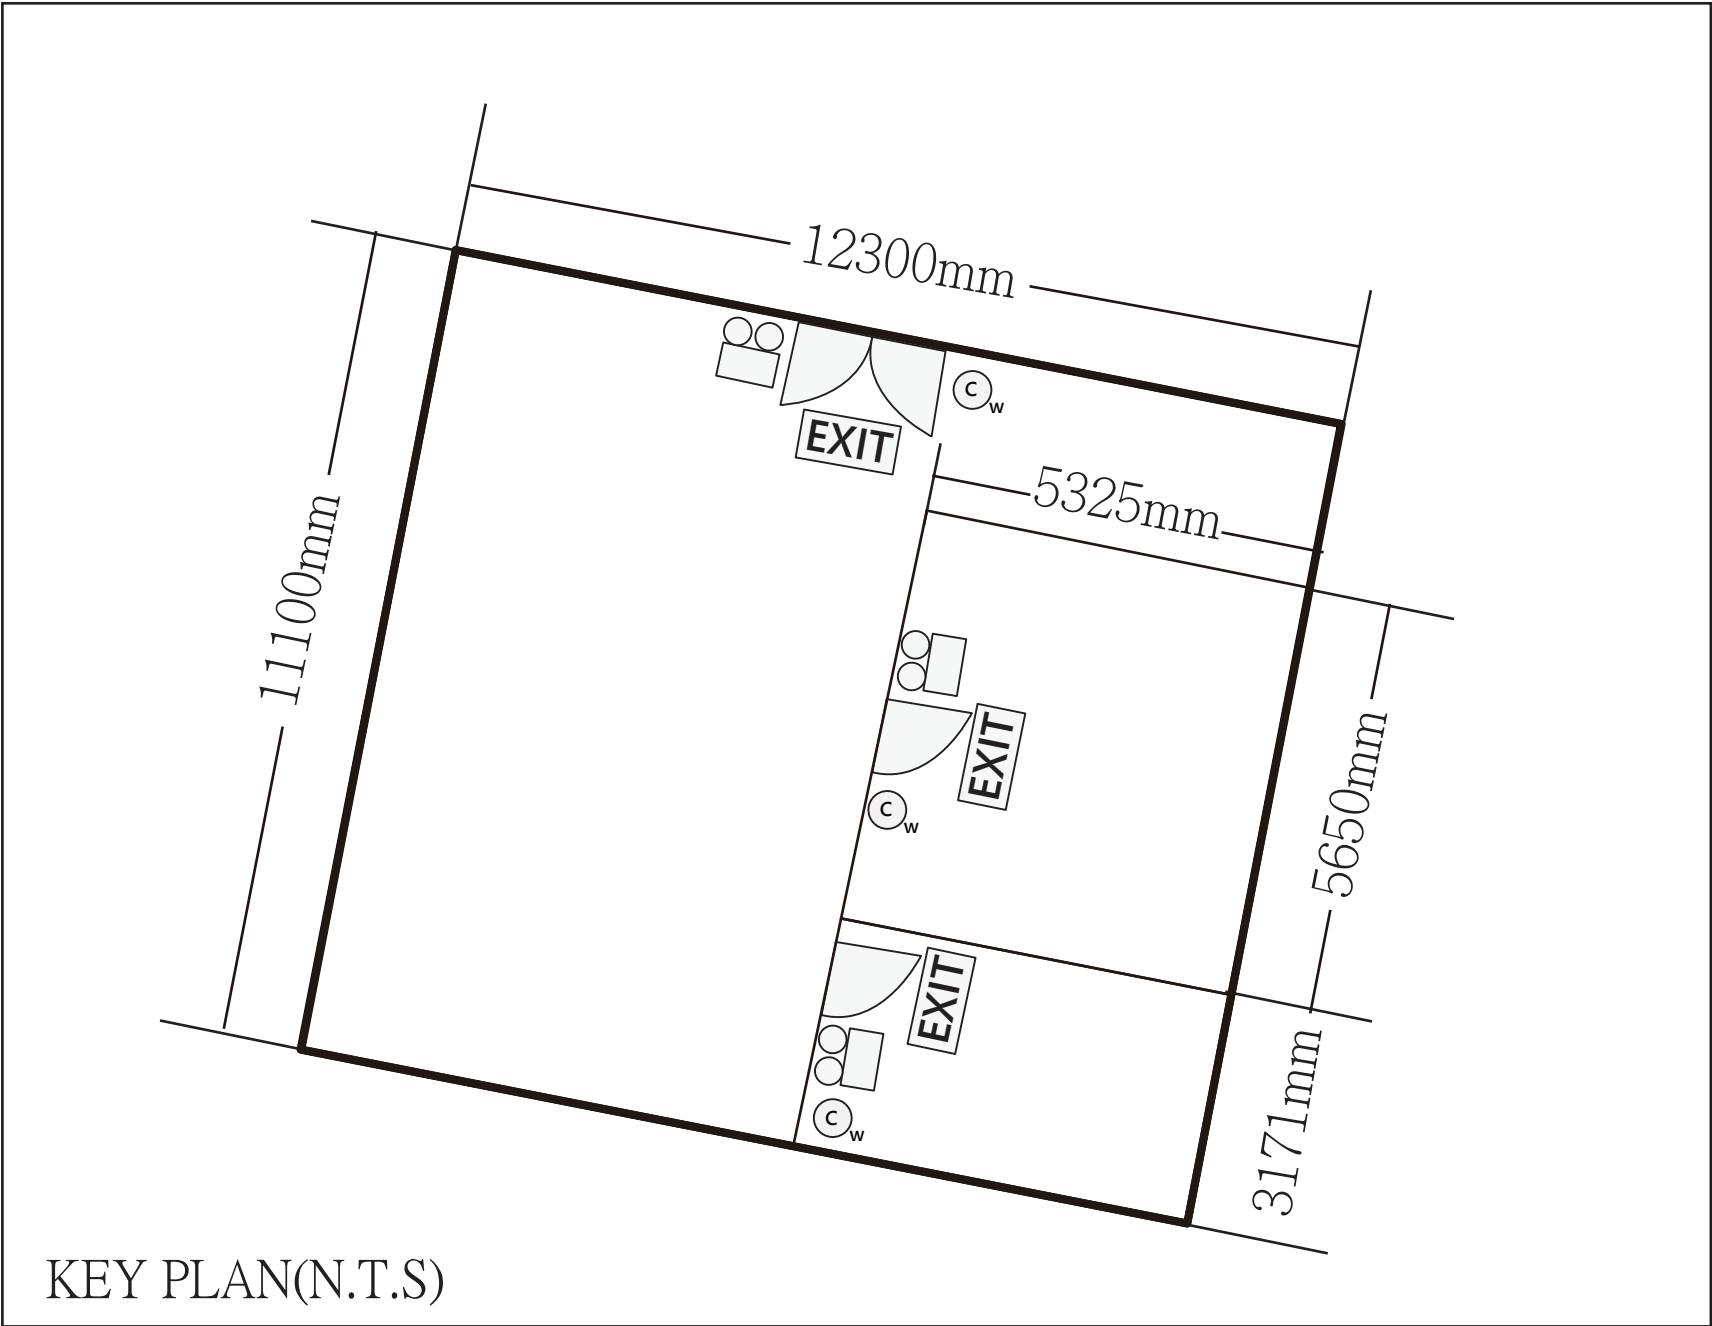 12300mm
C
W
EXIT
5325mm
11100mm
EXIT
5650mm
C
W
EXIT
3171mm
C
W
KEY PLAN(N.T.S)